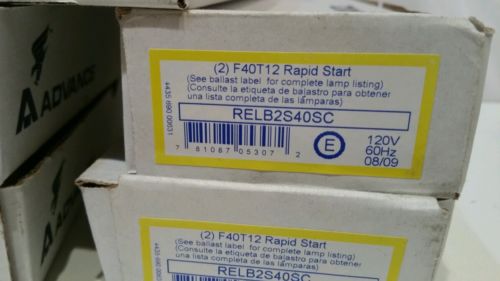 ADVANCE
(2) F40T12 Rapid Start
(See ballast label for complete lamp listing)
(Consulte la etiqueta de balastro para obtener
una lista completa de las lámparas)
RELB2S40SC
4435 690 00531
7 81087 05307 2
E
120V
60Hz
08/09
ADVANCE
(2) F40T12 Rapid Start
(See ballast label for complete lamp listing)
(Consulte la etiqueta de balastro para obtener
una lista completa de las lámparas)
RELB2S40SC